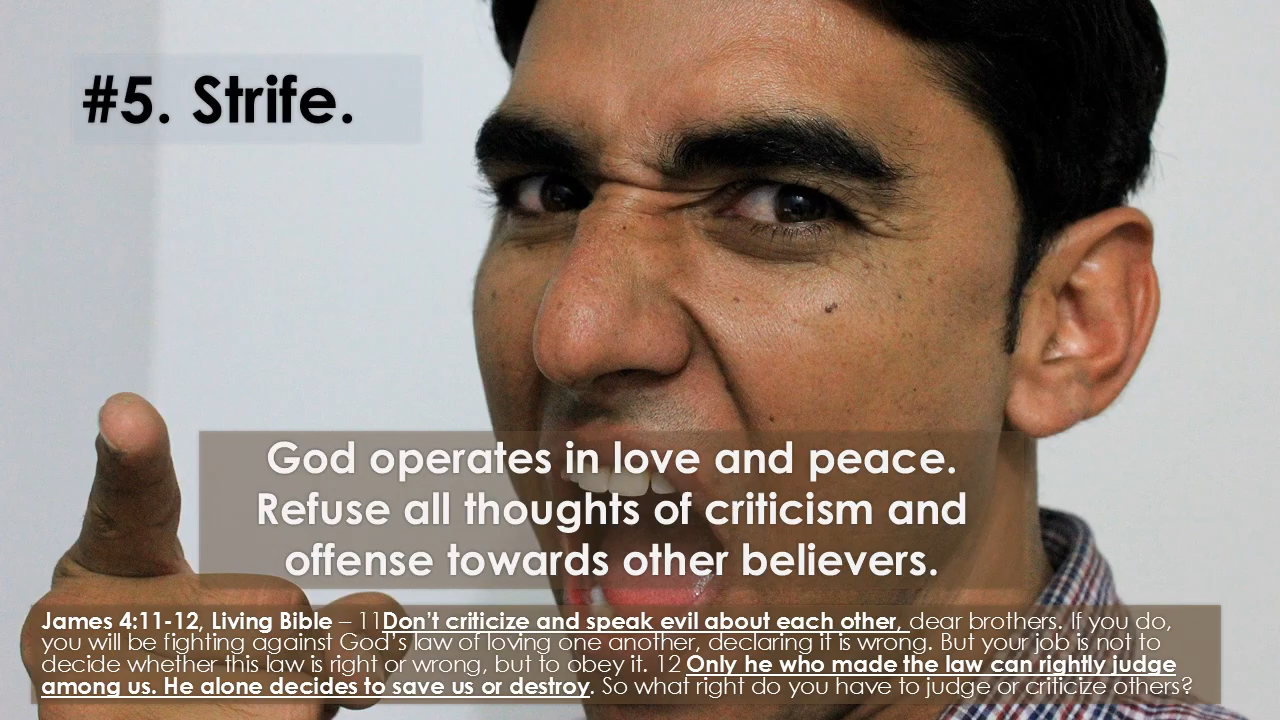 #5. Strife.
God operates in love and peace.
Refuse all thoughts of criticism and
offense towards other believers.
James 4:11-12, Living Bible – 11Don’t criticize and speak evil about each other, dear brothers. If you do,
you will be fighting against God’s law of loving one another, declaring it is wrong. But your job is not to
decide whether this law is right or wrong, but to obey it. 12 Only he who made the law can rightly judge
among us. He alone decides to save us or destroy. So what right do you have to judge or criticize others?